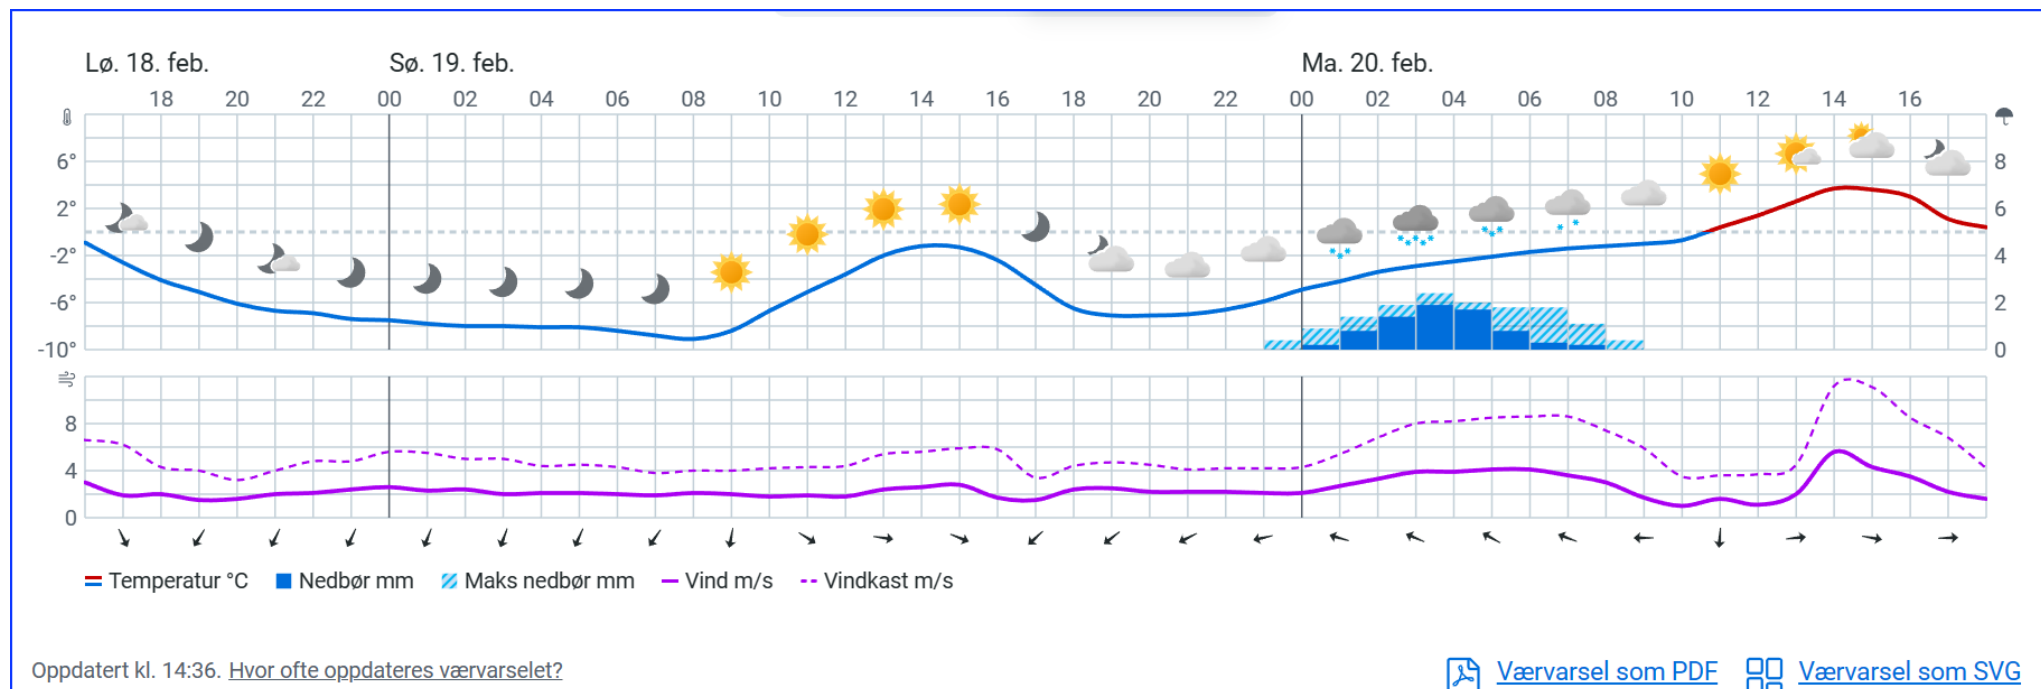 Lø. 18. feb. Sø. 19. feb. Ma. 20. feb.
18 20 22 00 02 04 06 08 10 12 14 16 18 20 22 00 02 04 06 08 10 12 14 16
6° 8
2° 6
-2° 4
-6° 2
-10° 0
8
4
0
Temperatur °C Nedbør mm Maks nedbør mm Vind m/s Vindkast m/s
Oppdatert kl. 14:36. Hvor ofte oppdateres værvarselet? Værvarsel som PDF Værvarsel som SVG